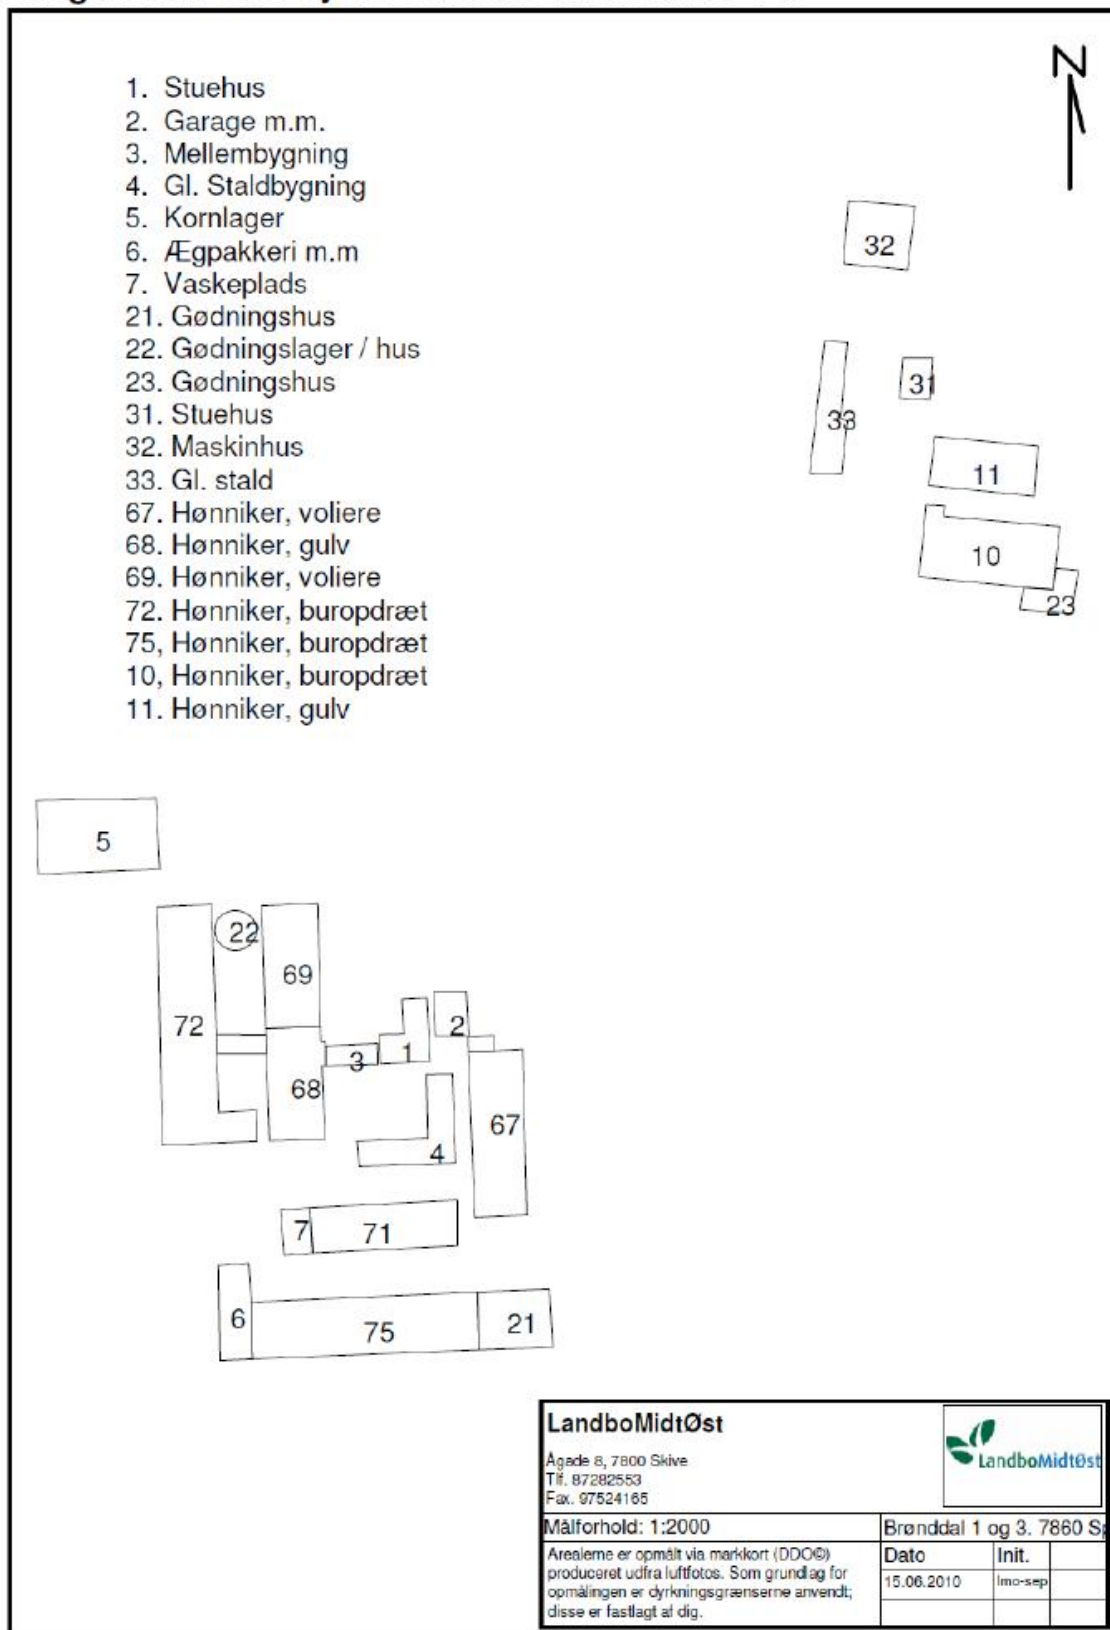 1. Stuehus
2. Garage m.m.
3. Mellembygning
4. Gl. Staldbygning
5. Kornlager
6. Ægpakkeri m.m
7. Vaskeplads
21. Gødningshus
22. Gødningslager / hus
23. Gødningshus
31. Stuehus
32. Maskinhus
33. Gl. stald
67. Hønniker, voliere
68. Hønniker, gulv
69. Hønniker, voliere
72. Hønniker, buropdræt
75, Hønniker, buropdræt
10, Hønniker, buropdræt
11. Hønniker, gulv
N
32
31
33
11
10
23
5
22
69
72
2
1
3
68
67
4
7
71
6
75
21
LandboMidtØst
Ågade 8, 7800 Skive
Tlf. 87282553
Fax. 97524165
LandboMidtØst
Målforhold: 1:2000
Brønddal 1 og 3. 7860
Arealerne er opmålt via markkort (DDO©)
produceret udfra luftfotos. Som grundlag for
opmålingen er dyrkningsgrænserne anvendt;
disse er fastlagt af dig.
Dato
Init.
15.06.2010
lmo-sep